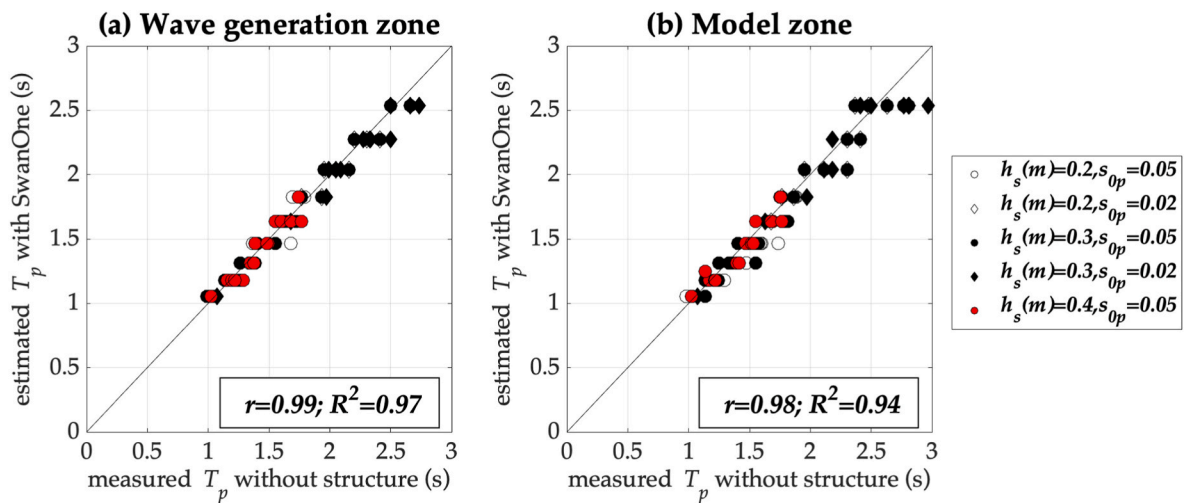 (a) Wave generation zone
estimated T_p with SwanOne (s)
3
2.5
2
1.5
1
0.5
0
r=0.99; R^2=0.97
0 0.5 1 1.5 2 2.5 3
measured T_p without structure (s)
(b) Model zone
estimated T_p with SwanOne (s)
3
2.5
2
1.5
1
0.5
0
r=0.98; R^2=0.94
0 0.5 1 1.5 2 2.5 3
measured T_p without structure (s)
h_s(m)=0.2,s_0p=0.05
h_s(m)=0.2,s_0p=0.02
h_s(m)=0.3,s_0p=0.05
h_s(m)=0.3,s_0p=0.02
h_s(m)=0.4,s_0p=0.05